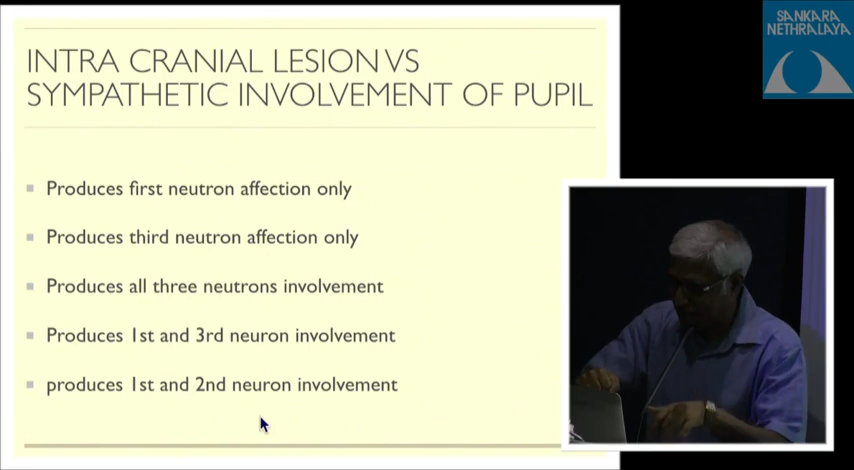 INTRA CRANIAL LESION VS
SYMPATHETIC INVOLVEMENT OF PUPIL
Produces first neutron affection only
Produces third neutron affection only
Produces all three neutrons involvement
Produces 1st and 3rd neuron involvement
produces 1st and 2nd neuron involvement
SANKARA
NETHRALAYA